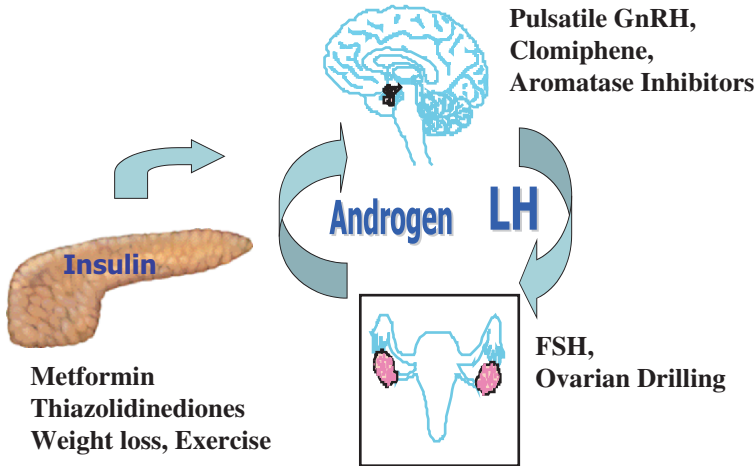 Pulsatile GnRH,
Clomiphene,
Aromatase Inhibitors
Androgen
LH
Insulin
FSH,
Ovarian Drilling
Metformin
Thiazolidinediones
Weight loss, Exercise